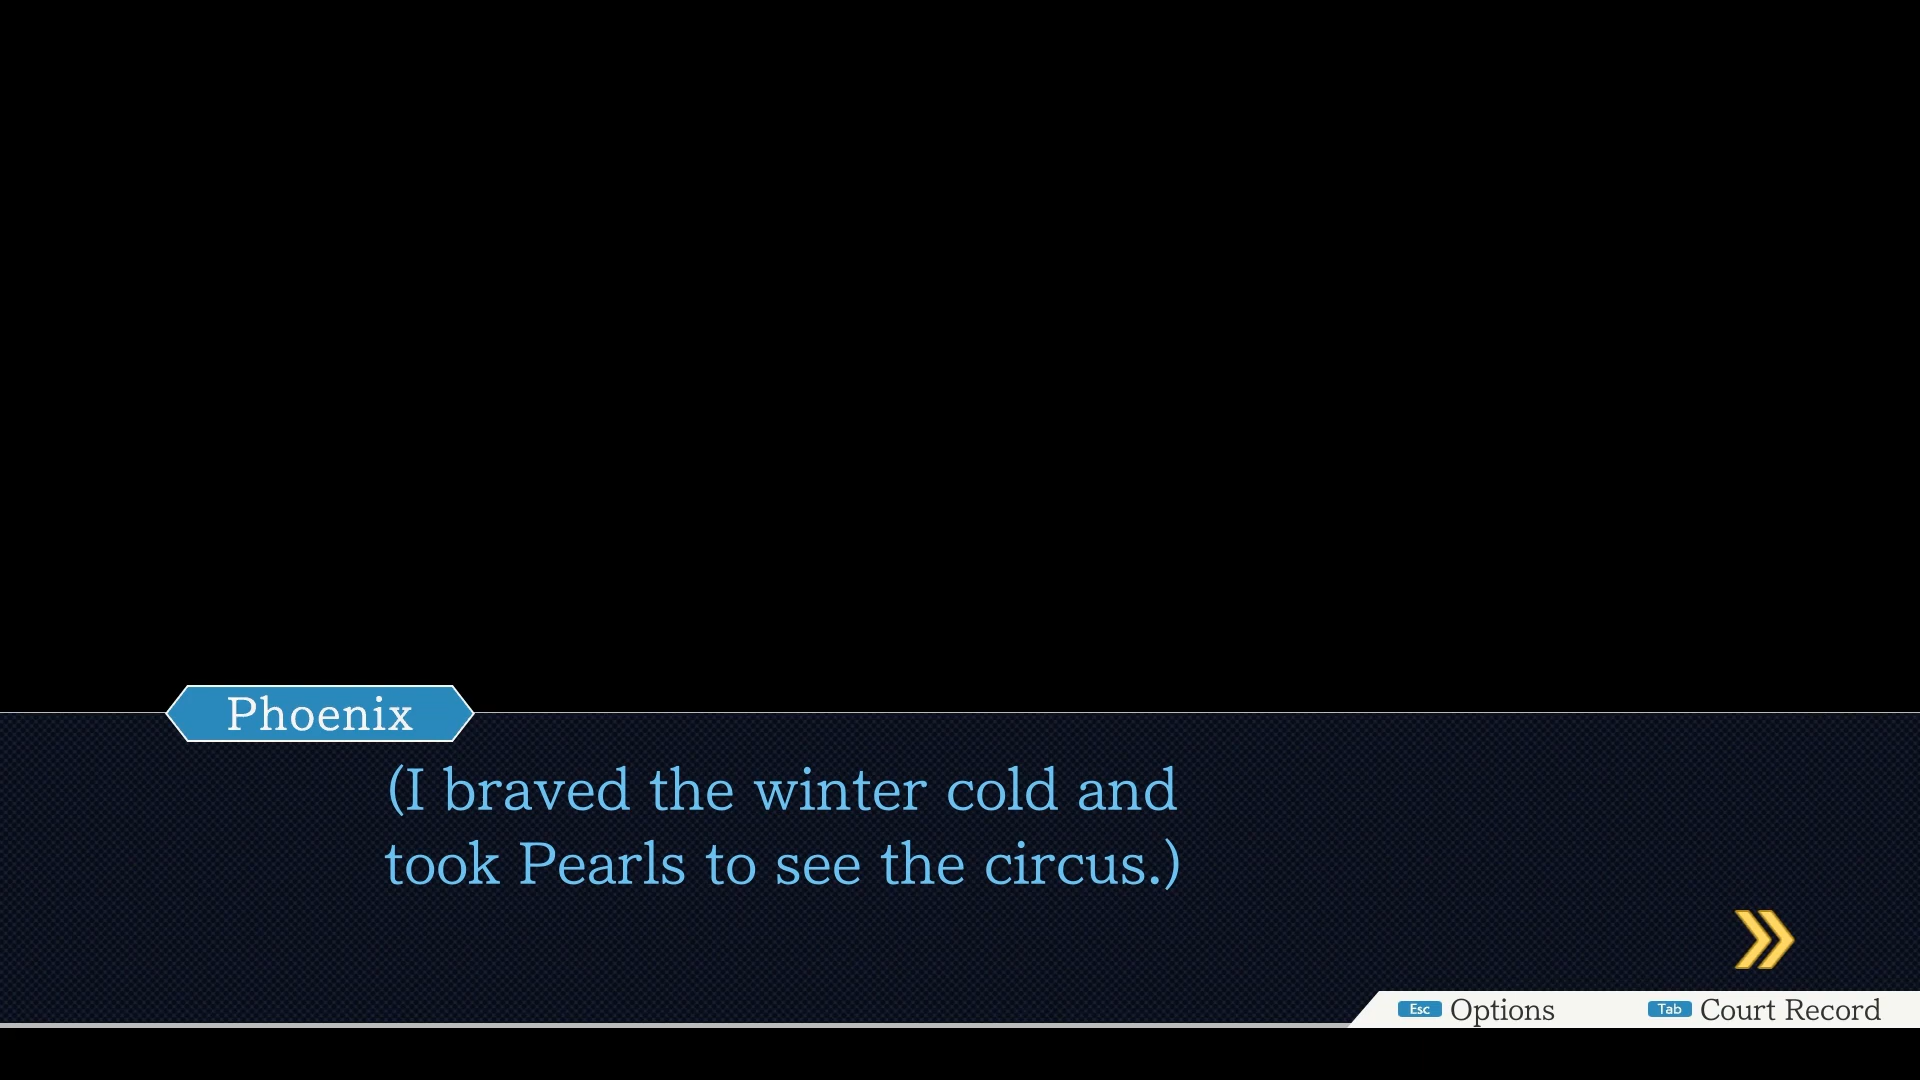 Phoenix
(I braved the winter cold and
took Pearls to see the circus.)
Esc Options Tab Court Record